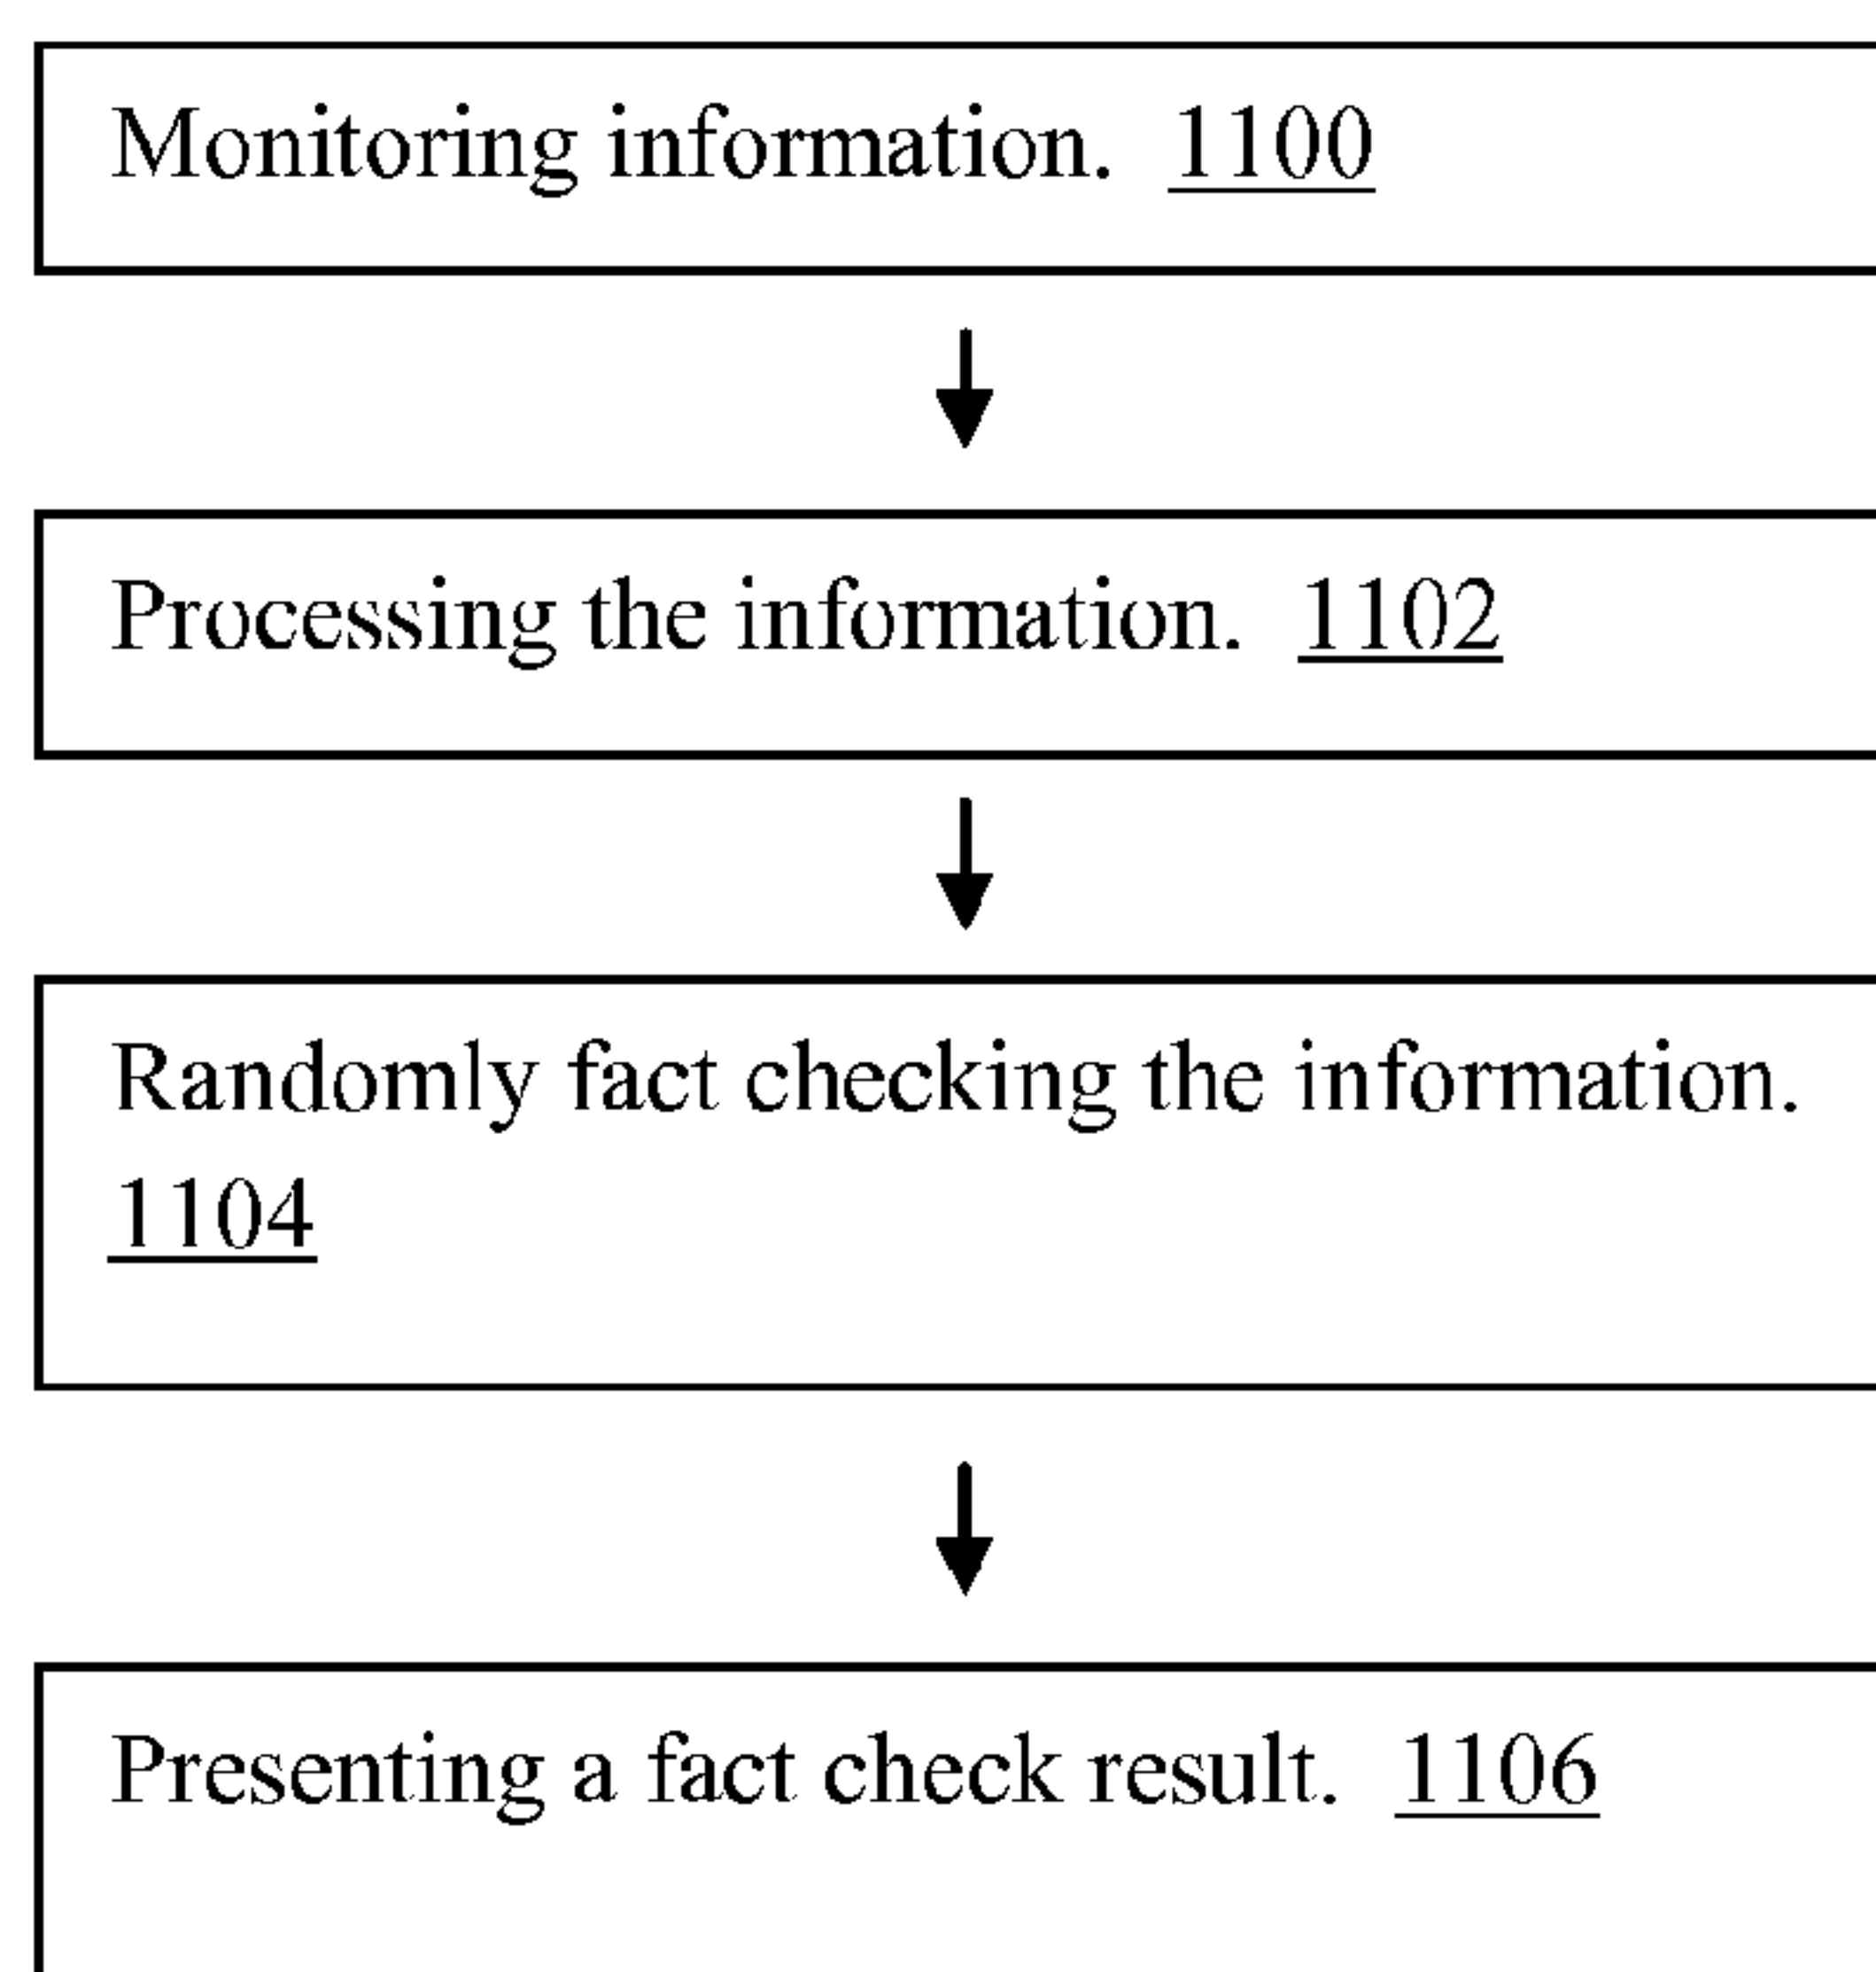 Monitoring information. 1100
Processing the information. 1102
Randomly fact checking the information.
1104
Presenting a fact check result. 1106